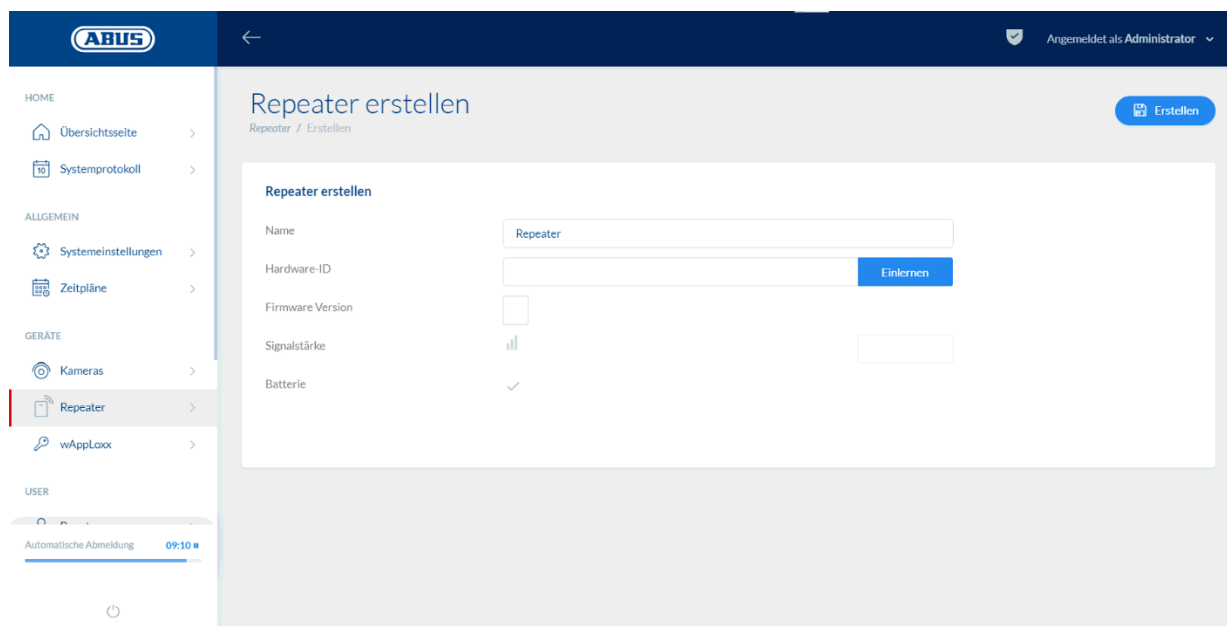 ABUS
Angemeldet als Administrator
HOME
Übersichtsseite
10 Systemprotokoll
ALLGEMEIN
Systemeinstellungen
Zeitpläne
GERÄTE
Kameras
Repeater
wAppLoxx
USER
Automatische Abmeldung 09:10
Repeater erstellen
Repeater / Erstellen
Erstellen
Repeater erstellen
Name Repeater
Hardware-ID Einlernen
Firmware Version
Signalstärke
Batterie